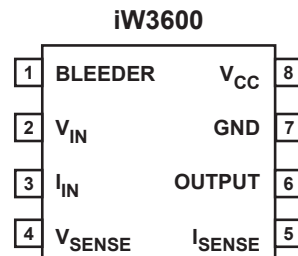 iW3600
1 BLEEDER V_CC 8
2 V_IN GND 7
3 I_IN OUTPUT 6
4 V_SENSE I_SENSE 5